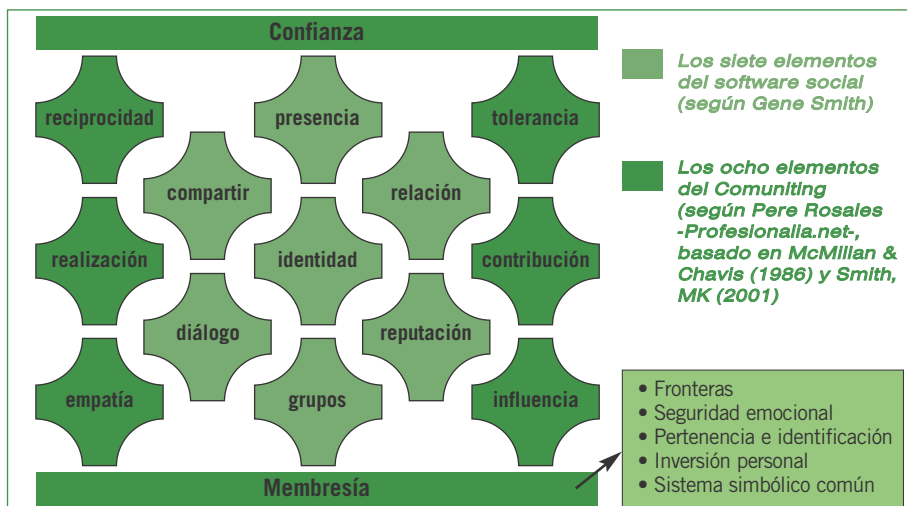 Confianza
reciprocidad
presencia
tolerancia
compartir
relación
realización
identidad
contribución
diálogo
reputación
empatía
grupos
influencia
Membresía
Los siete elementos
del software social
(según Gene Smith)
Los ocho elementos
del Comuniting
(según Pere Rosales
-Profesionalia.net-,
basado en McMillan &
Chavis (1986) y Smith,
MK (2001)
• Fronteras
• Seguridad emocional
• Pertenencia e identificación
• Inversión personal
• Sistema simbólico común